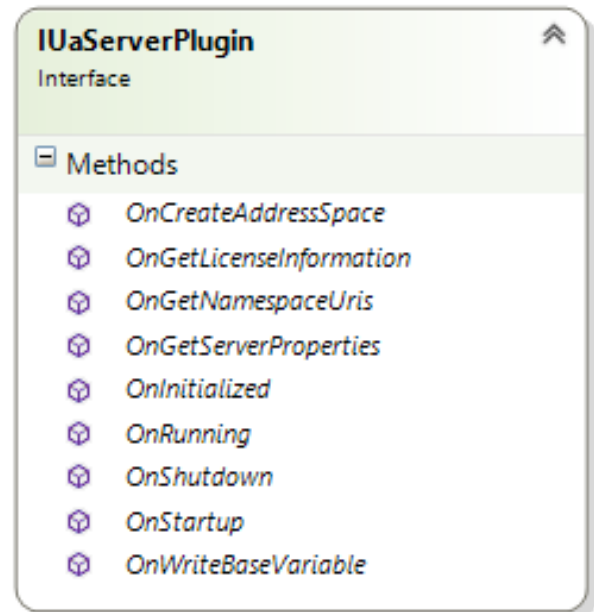 IUaServerPlugin
Interface
Methods
OnCreateAddressSpace
OnGetLicenseInformation
OnGetNamespaceUris
OnGetServerProperties
OnInitialized
OnRunning
OnShutdown
OnStartup
OnWriteBaseVariable